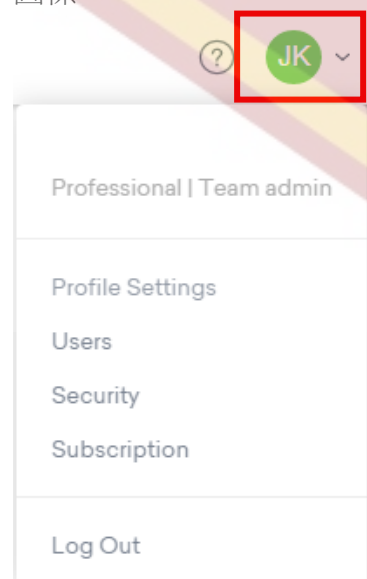 ?
JK
Professional | Team admin
Profile Settings
Users
Security
Subscription
Log Out